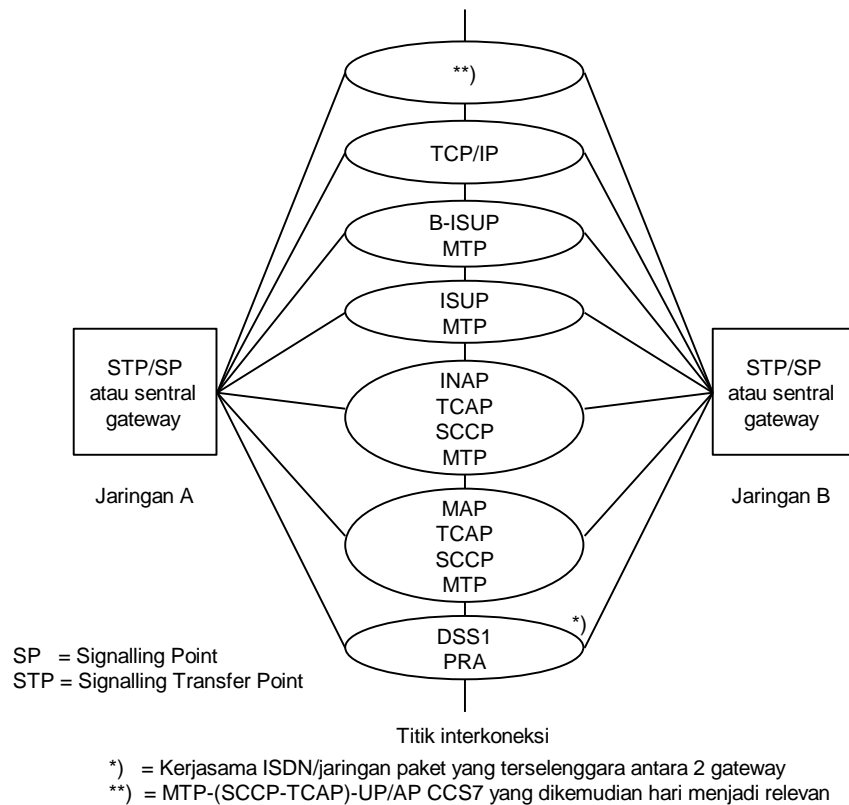 **)
TCP/IP
B-ISUP
MTP
ISUP
MTP
STP/SP
atau sentral
gateway
Jaringan A
INAP
TCAP
SCCP
MTP
STP/SP
atau sentral
gateway
Jaringan B
MAP
TCAP
SCCP
MTP
*)
DSS1
PRA
SP = Signalling Point
STP = Signalling Transfer Point
Titik interkoneksi
*) = Kerjasama ISDN/jaringan paket yang terselenggara antara 2 gateway
**) = MTP-(SCCP-TCAP)-UP/AP CCS7 yang dikemudian hari menjadi relevan